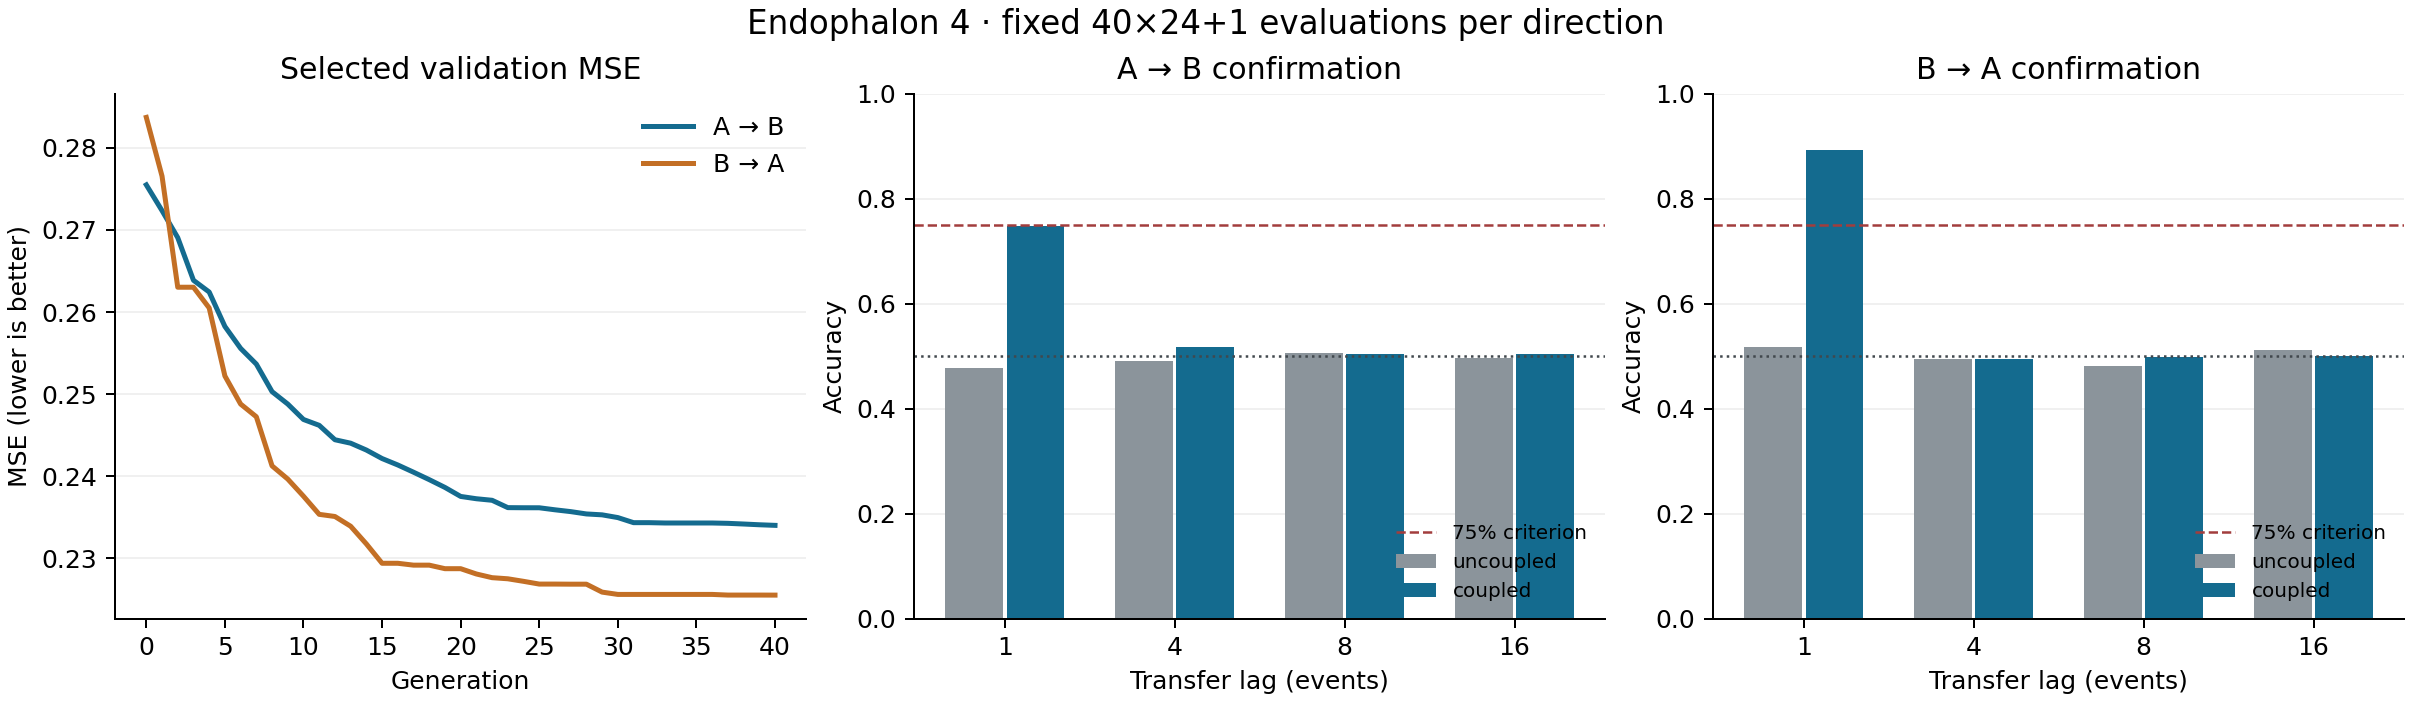 Endophalon 4 · fixed 40×24+1 evaluations per direction
Selected validation MSE
MSE (lower is better)
0.28
0.27
0.26
0.25
0.24
0.23
A → B
B → A
0 5 10 15 20 25 30 35 40
Generation
A → B confirmation
Accuracy
1.0
0.8
0.6
0.4
0.2
0.0
75% criterion
uncoupled
coupled
1 4 8 16
Transfer lag (events)
B → A confirmation
Accuracy
1.0
0.8
0.6
0.4
0.2
0.0
75% criterion
uncoupled
coupled
1 4 8 16
Transfer lag (events)